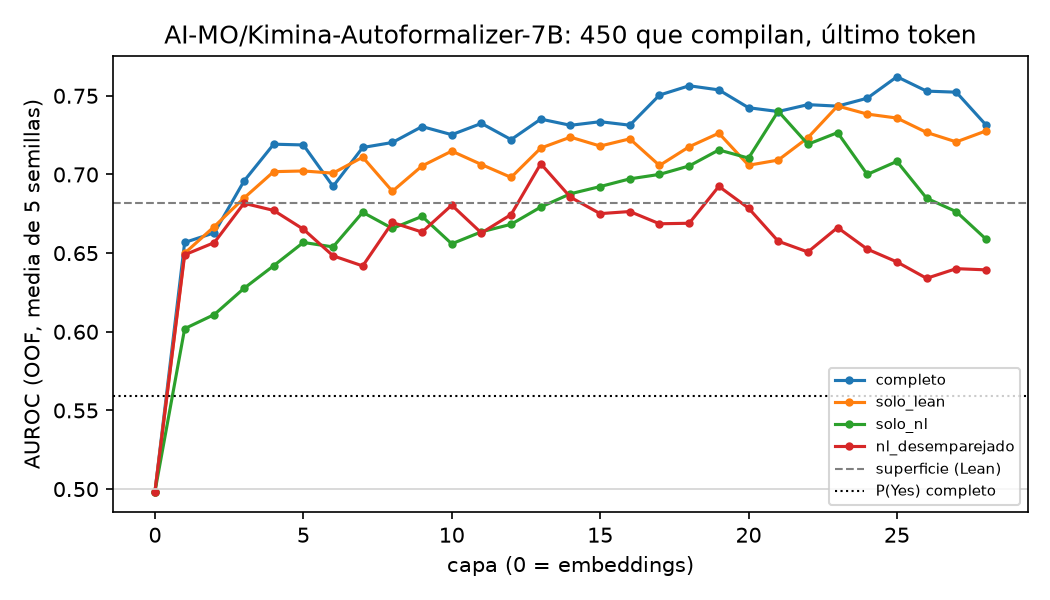 AI-MO/Kimina-Autoformalizer-7B: 450 que compilan, último token
AUROC (OOF, media de 5 semillas)
0.75
0.70
0.65
0.60
0.55
0.50
completo
solo_lean
solo_nl
nl_desemparejado
superficie (Lean)
P(Yes) completo
0 5 10 15 20 25
capa (0 = embeddings)